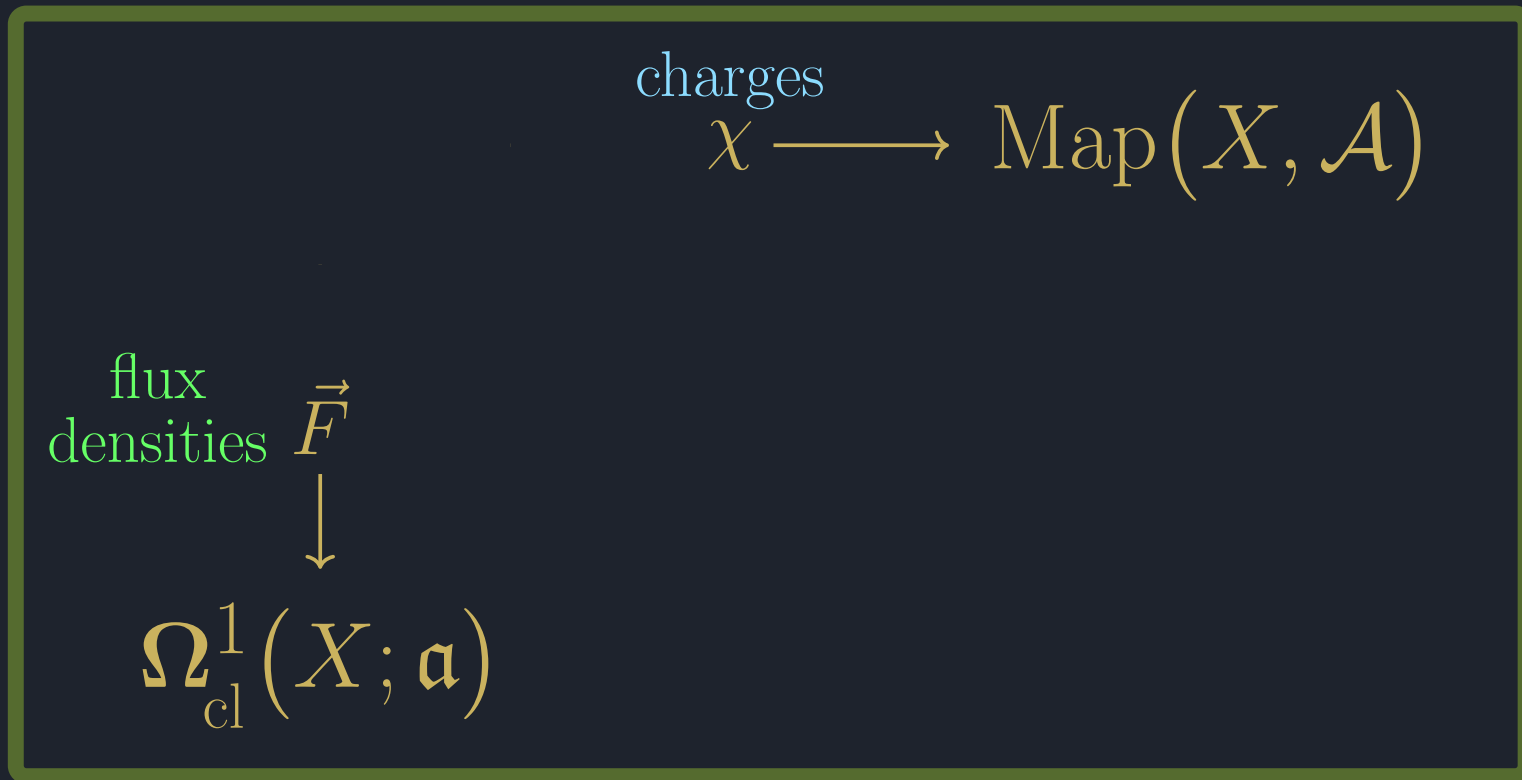 charges
χ ⟶ Map(X, 𝒜)
flux
densities F⃗
↓
Ω¹_cl(X; 𝔞)